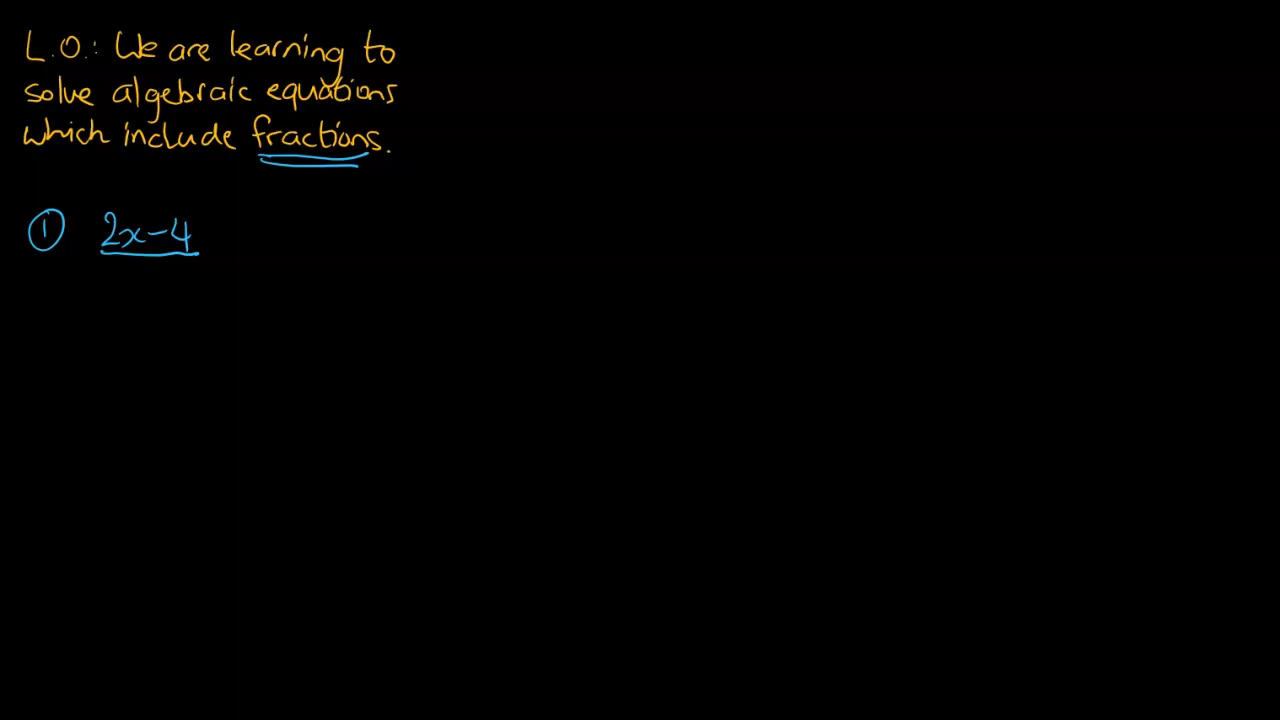 L.O.: We are learning to
solve algebraic equations
which include fractions.
① 2x-4